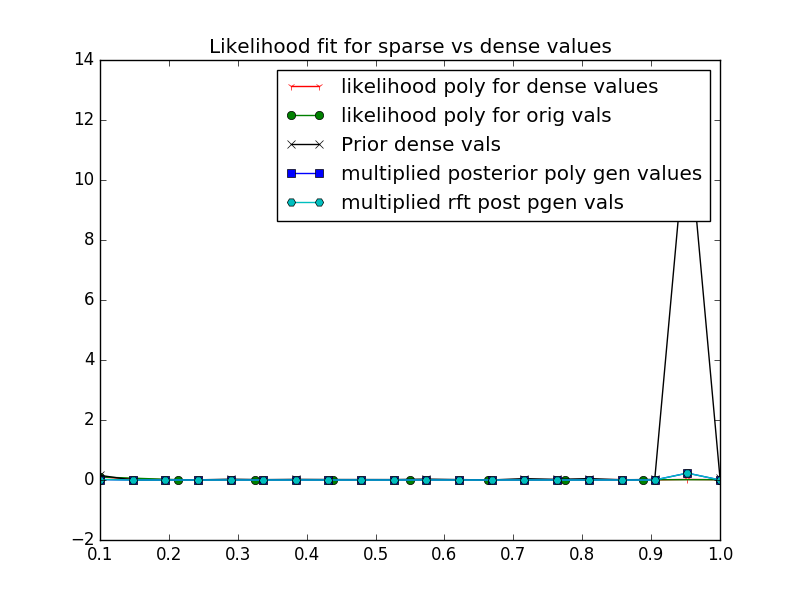 Likelihood fit for sparse vs dense values
14
12
10
8
6
4
2
0
−2
likelihood poly for dense values
likelihood poly for orig vals
Prior dense vals
multiplied posterior poly gen values
multiplied rft post pgen vals
0.1 0.2 0.3 0.4 0.5 0.6 0.7 0.8 0.9 1.0